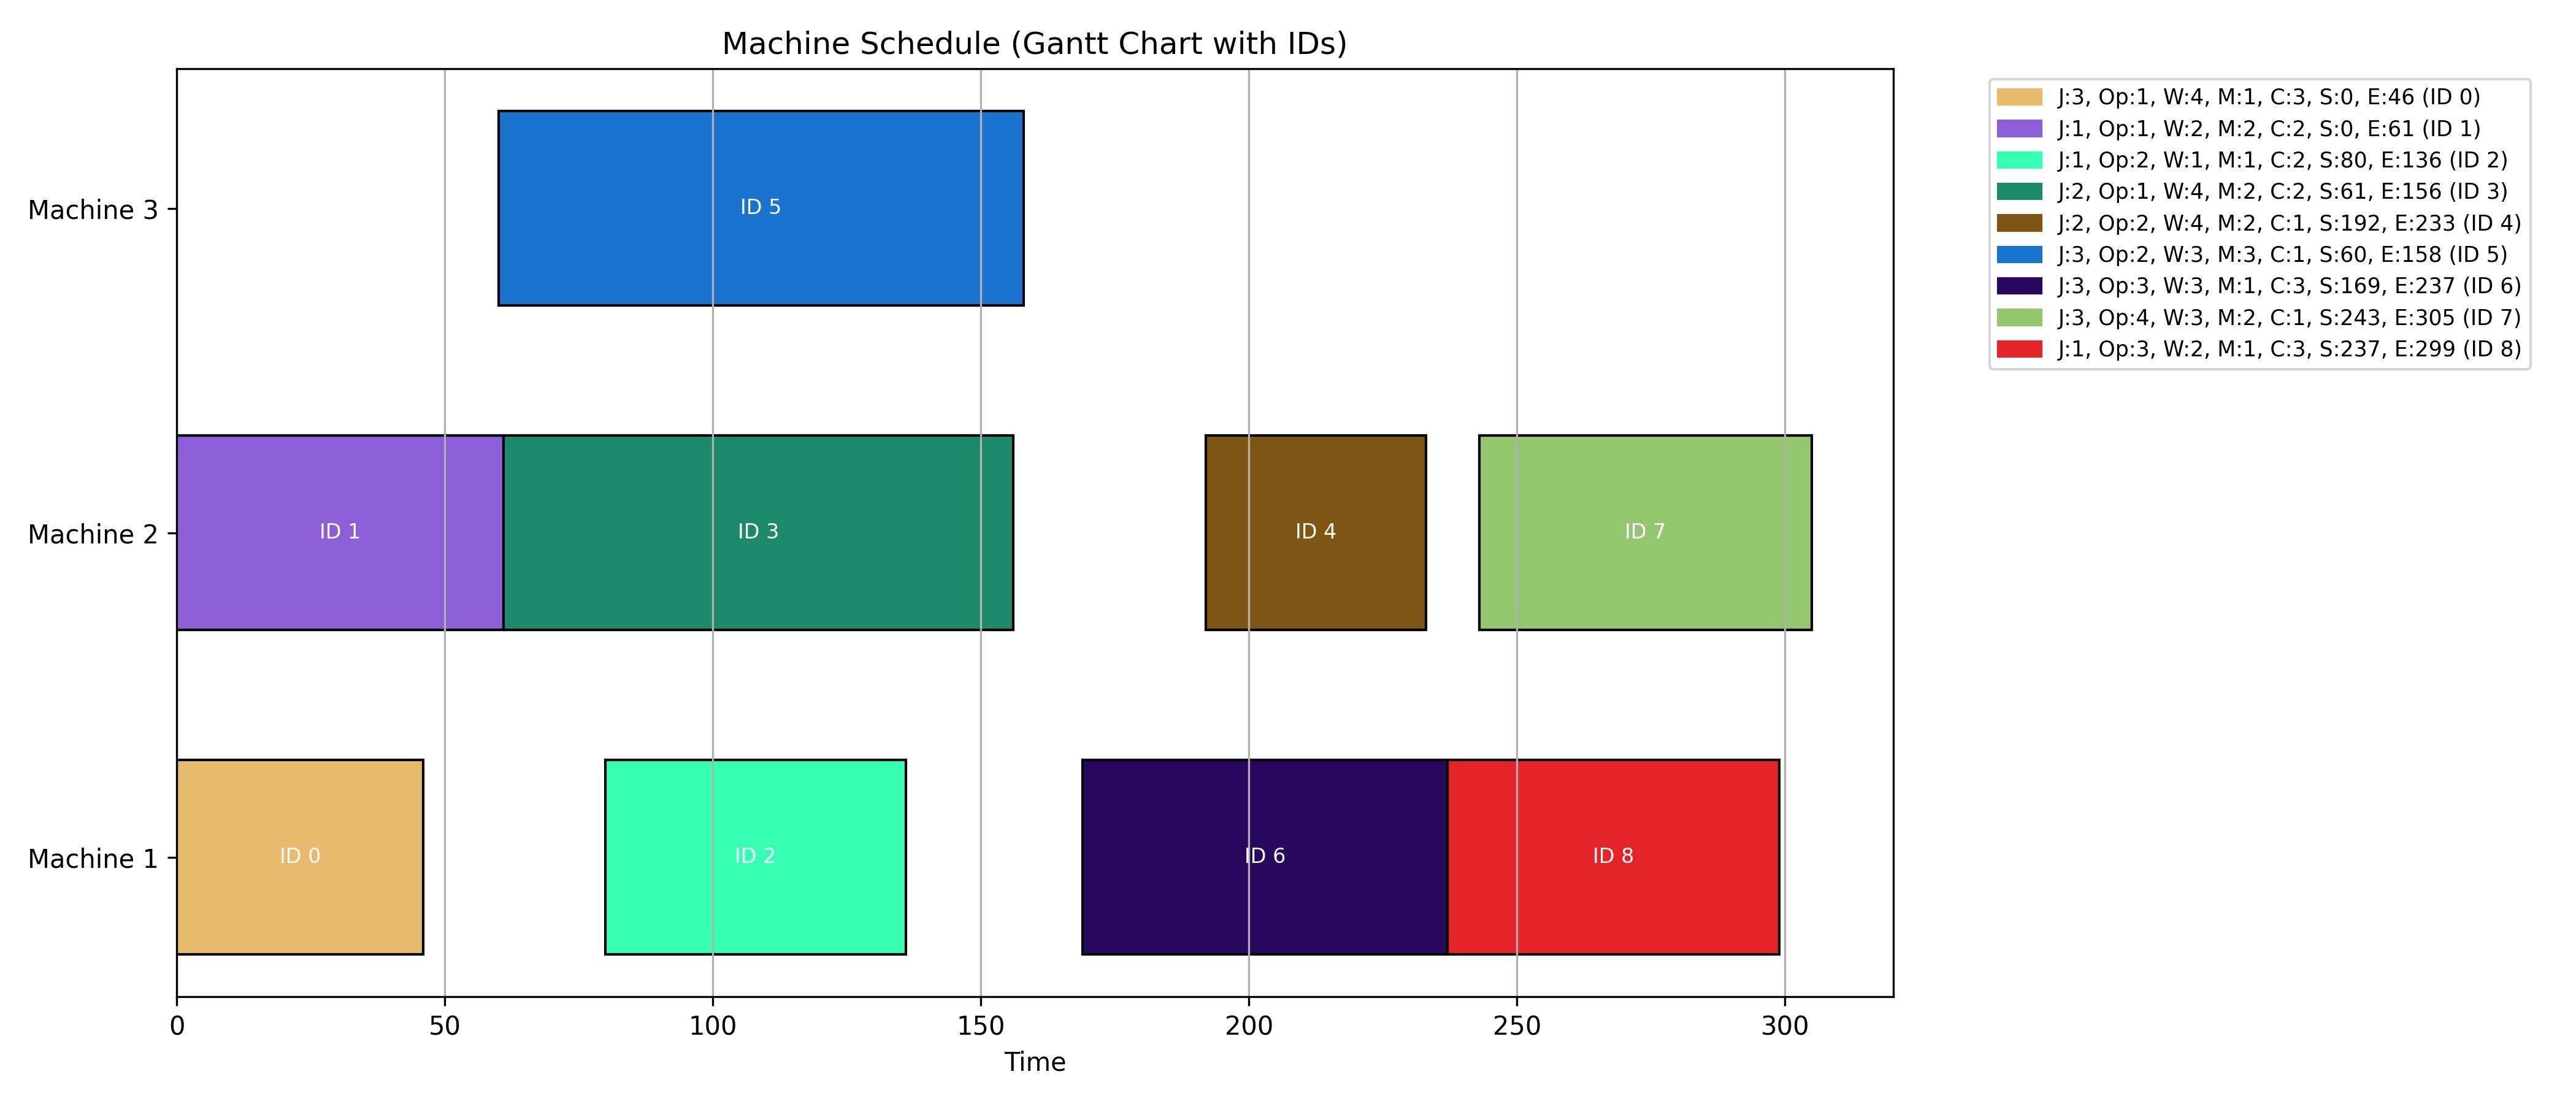 Machine Schedule (Gantt Chart with IDs)
J:3, Op:1, W:4, M:1, C:3, S:0, E:46 (ID 0)
J:1, Op:1, W:2, M:2, C:2, S:0, E:61 (ID 1)
J:1, Op:2, W:1, M:1, C:2, S:80, E:136 (ID 2)
J:2, Op:1, W:4, M:2, C:2, S:61, E:156 (ID 3)
J:2, Op:2, W:4, M:2, C:1, S:192, E:233 (ID 4)
J:3, Op:2, W:3, M:3, C:1, S:60, E:158 (ID 5)
J:3, Op:3, W:3, M:1, C:3, S:169, E:237 (ID 6)
J:3, Op:4, W:3, M:2, C:1, S:243, E:305 (ID 7)
J:1, Op:3, W:2, M:1, C:3, S:237, E:299 (ID 8)
Machine 3
ID 5
Machine 2
ID 1
ID 3
ID 4
ID 7
Machine 1
ID 0
ID 2
ID 6
ID 8
0 50 100 150 200 250 300
Time